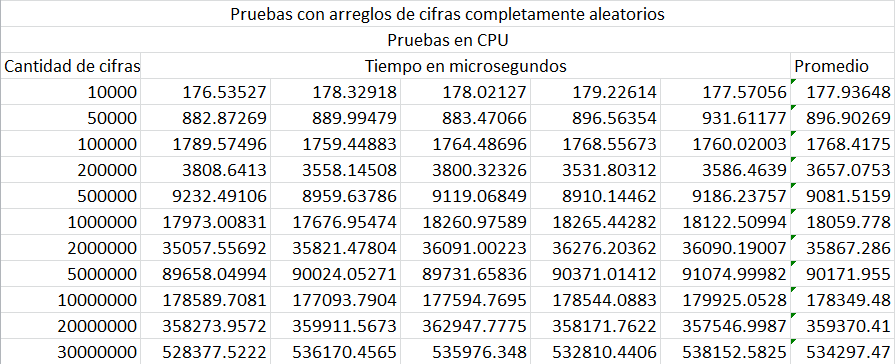 Pruebas con arreglos de cifras completamente aleatorios
Pruebas en CPU
Cantidad de cifras Tiempo en microsegundos Promedio
10000 176.53527 178.32918 178.02127 179.22614 177.57056 177.93648
50000 882.87269 889.99479 883.47066 896.56354 931.61177 896.90269
100000 1789.57496 1759.44883 1764.48696 1768.55673 1760.02003 1768.4175
200000 3808.6413 3558.14508 3800.32326 3531.80312 3586.4639 3657.0753
500000 9232.49106 8959.63786 9119.06849 8910.14462 9186.23757 9081.5159
1000000 17973.00831 17676.95474 18260.97589 18265.44282 18122.50994 18059.778
2000000 35057.55692 35821.47804 36091.00223 36276.20362 36090.19007 35867.286
5000000 89658.04994 90024.05271 89731.65836 90371.01412 91074.99982 90171.955
10000000 178589.7081 177093.7904 177594.7695 178544.0883 179925.0528 178349.48
20000000 358273.9572 359911.5673 362947.7775 358171.7622 357546.9987 359370.41
30000000 528377.5222 536170.4565 535976.348 532810.4406 538152.5825 534297.47